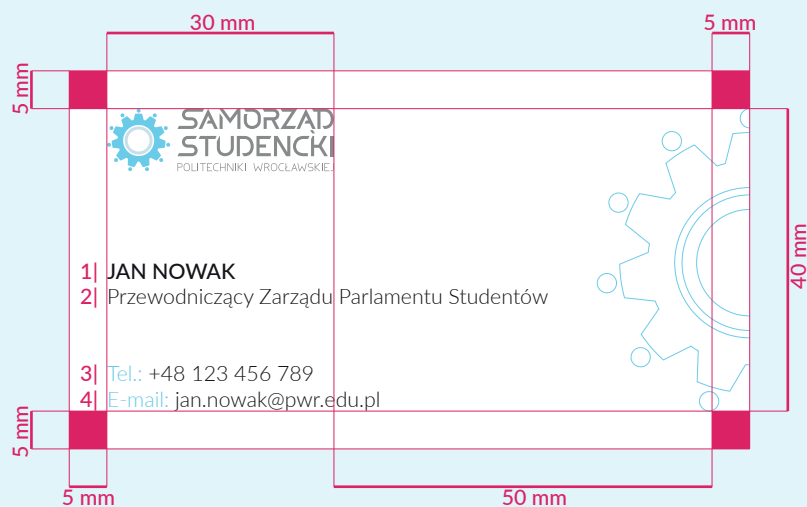 30 mm
5 mm
5 mm
SAMORZĄD
STUDENCKI
POLITECHNIKI WROCŁAWSKIEJ
40 mm
1| JAN NOWAK
2| Przewodniczący Zarządu Parlamentu Studentów
3| Tel.: +48 123 456 789
4| E-mail: jan.nowak@pwr.edu.pl
5 mm
5 mm
50 mm